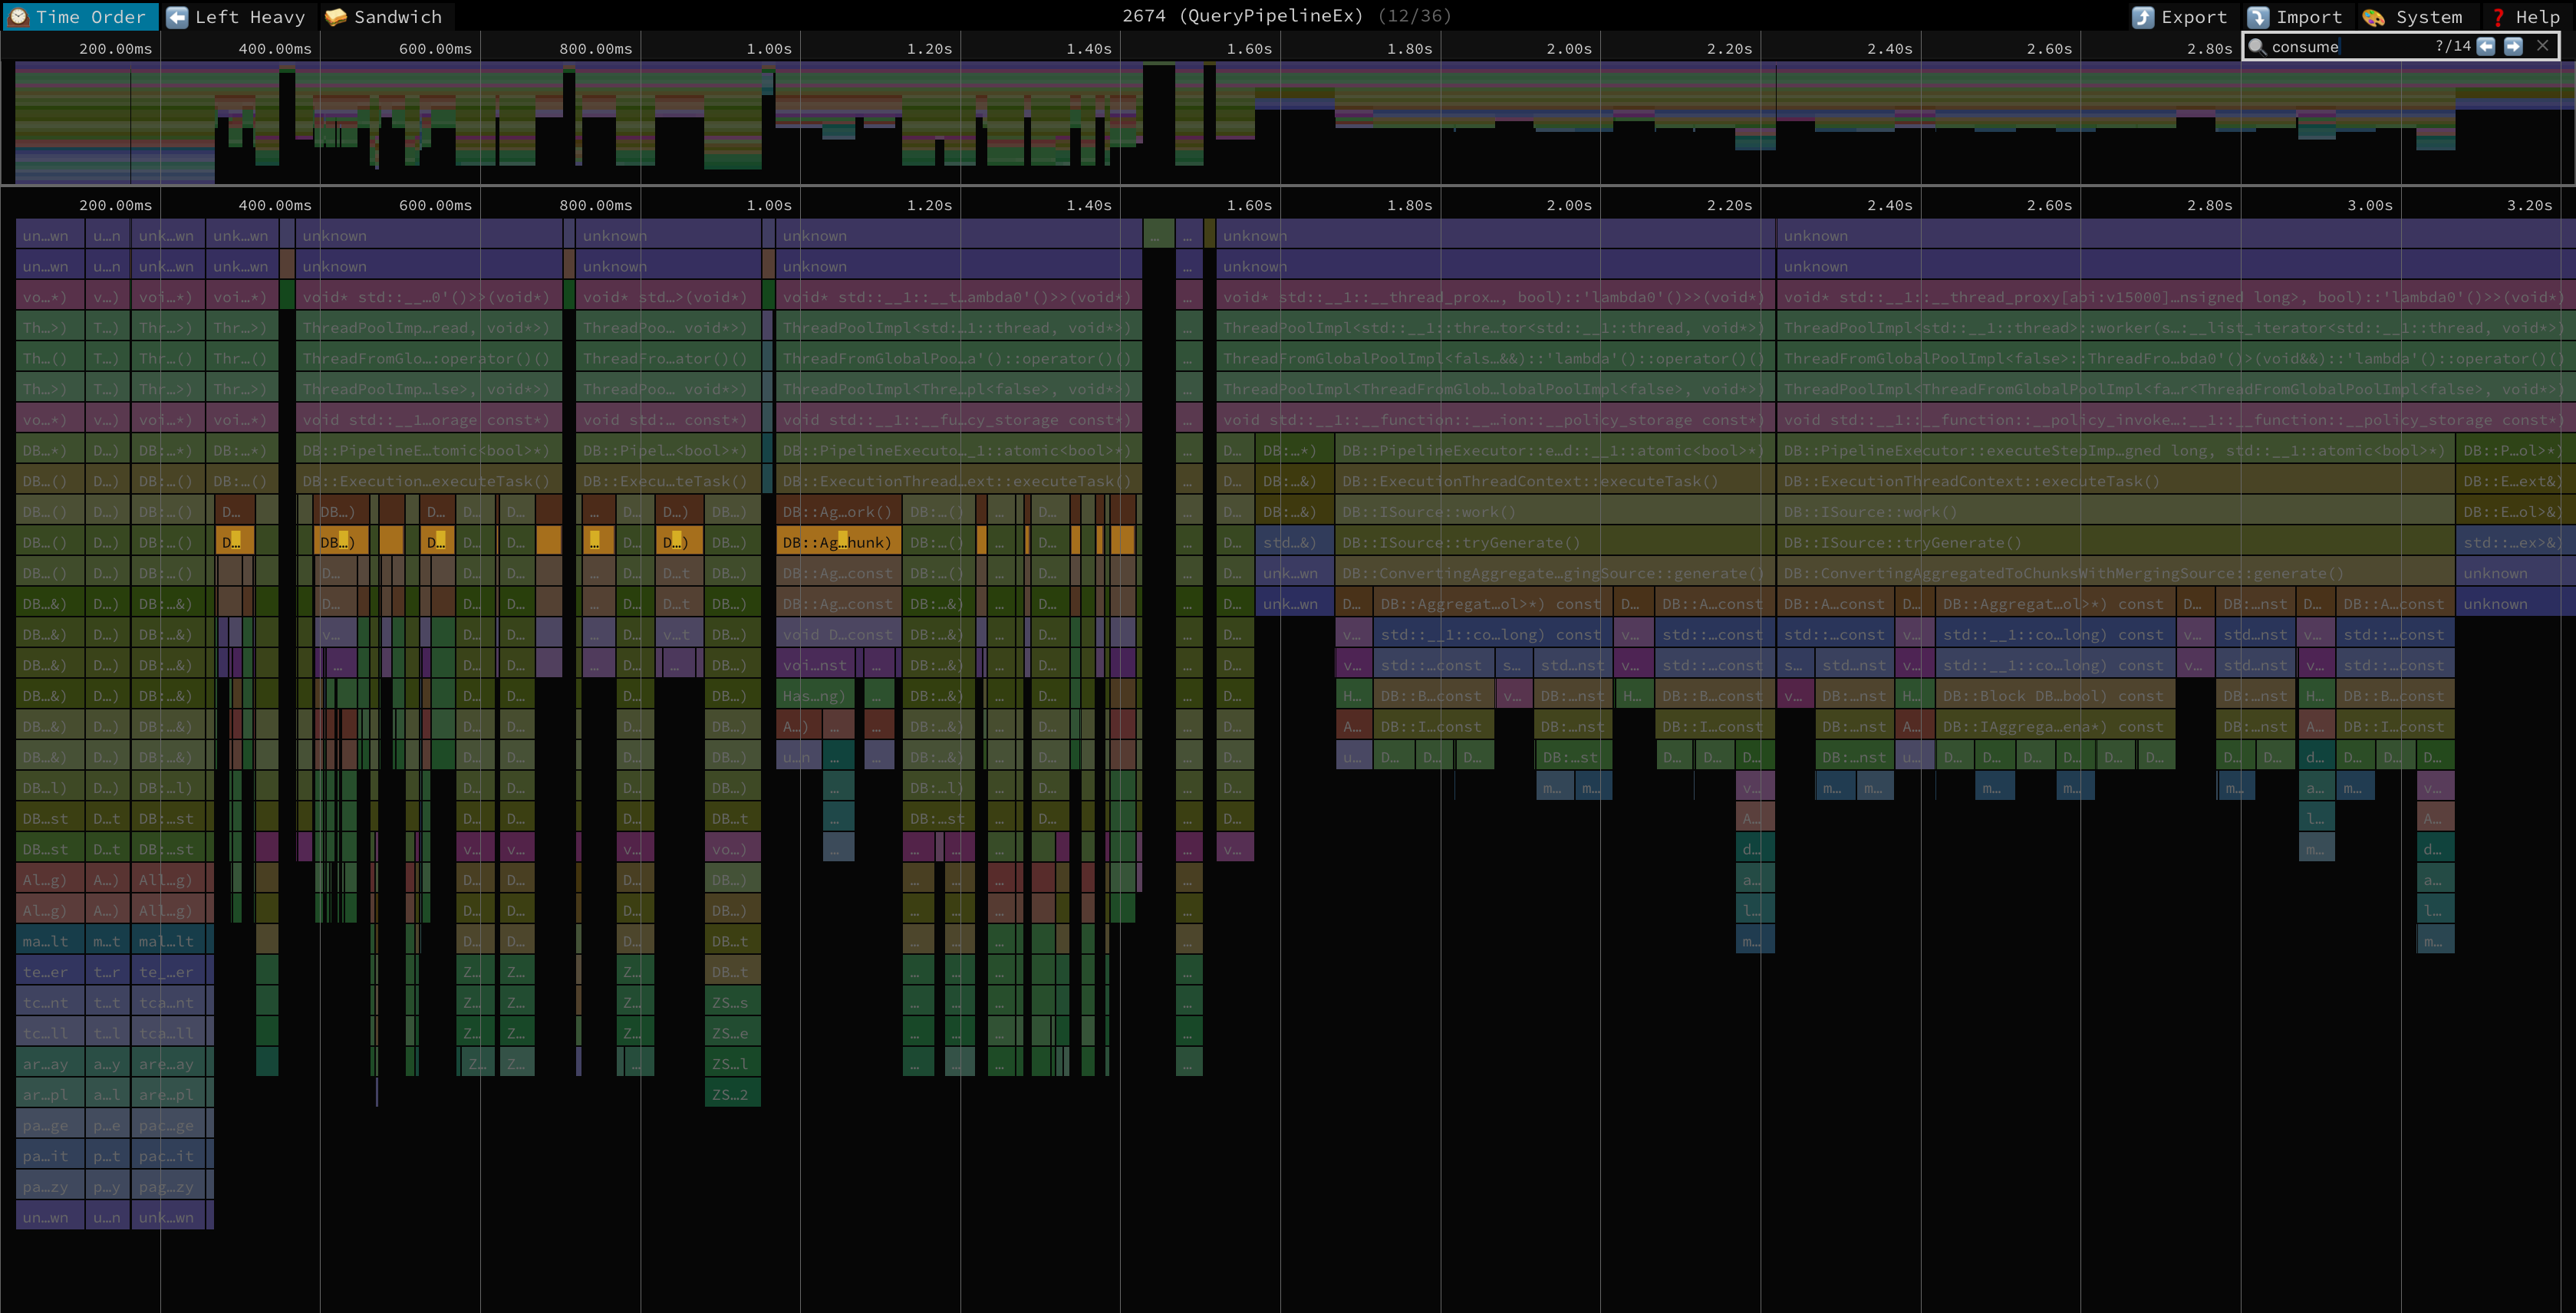 Time Order Left Heavy Sandwich 2674 (QueryPipelineEx) (12/36) Export Import System Help
200.00ms 400.00ms 600.00ms 800.00ms 1.00s 1.20s 1.40s 1.60s 1.80s 2.00s 2.20s 2.40s 2.60s 2.80s
consume ?/14
200.00ms 400.00ms 600.00ms 800.00ms 1.00s 1.20s 1.40s 1.60s 1.80s 2.00s 2.20s 2.40s 2.60s 2.80s 3.00s 3.20s
un…wn u…n unk…wn unk…wn unknown unknown unknown … … unknown unknown
un…wn u…n unk…wn unk…wn unknown unknown unknown … unknown unknown
vo…*) v…) voi…*) voi…*) void* std::__…0'()>>(void*) void* std…>(void*) void* std::__1::__t…ambda0'()>>(void*) … void* std::__1::__thread_prox…, bool)::'lambda0'()>>(void*) void* std::__1::__thread_proxy[abi:v15000]…nsigned long>, bool)::'lambda0'()>>(void*)
Th…>) T…) Thr…>) Thr…>) ThreadPoolImp…read, void*>) ThreadPoo… void*>) ThreadPoolImpl<std:…1::thread, void*>) … ThreadPoolImpl<std::__1::thre…tor<std::__1::thread, void*>) ThreadPoolImpl<std::__1::thread>::worker(s…:__list_iterator<std::__1::thread, void*>)
Th…() T…) Thr…() Thr…() ThreadFromGlo…:operator()() ThreadFro…ator()() ThreadFromGlobalPoo…a'()::operator()() … ThreadFromGlobalPoolImpl<fals…&&)::'lambda'()::operator()() ThreadFromGlobalPoolImpl<false>::ThreadFro…bda0'()>(void&&)::'lambda'()::operator()()
Th…>) T…) Thr…>) Thr…>) ThreadPoolImp…lse>, void*>) ThreadPoo… void*>) ThreadPoolImpl<Thre…pl<false>, void*>) … ThreadPoolImpl<ThreadFromGlob…lobalPoolImpl<false>, void*>) ThreadPoolImpl<ThreadFromGlobalPoolImpl<fa…r<ThreadFromGlobalPoolImpl<false>, void*>)
vo…*) v…) voi…*) voi…*) void std::__1…orage const*) void std:… const*) void std::__1::__fu…cy_storage const*) … void std::__1::__function::__…ion::__policy_storage const*) void std::__1::__function::__policy_invoke…:__1::__function::__policy_storage const*)
DB…*) D…) DB:…*) DB:…*) DB::PipelineE…tomic<bool>*) DB::Pipel…<bool>*) DB::PipelineExecuto…_1::atomic<bool>*) … D… DB:…*) DB::PipelineExecutor::e…d::__1::atomic<bool>*) DB::PipelineExecutor::executeStepImp…gned long, std::__1::atomic<bool>*) DB::P…ol>*)
DB…() D…) DB:…() DB:…() DB::Execution…executeTask() DB::Execu…teTask() DB::ExecutionThread…ext::executeTask() … D… DB:…&) DB::ExecutionThreadContext::executeTask() DB::ExecutionThreadContext::executeTask() DB::E…ext&)
DB…() D…) DB:…() D… DB…) D… D… D… … D… D…) DB…) DB::Ag…ork() DB:…() … D… … D… DB:…&) DB::ISource::work() DB::ISource::work() DB::E…ol>&)
DB…() D…) DB:…() D… DB…) D… D… D… … D… D…) DB…) DB::Ag…hunk) DB:…() … D… … D… std…&) DB::ISource::tryGenerate() DB::ISource::tryGenerate() std::…ex>&)
DB…() D…) DB:…() D… D… D… … D… D…t DB…) DB::Ag…const DB:…() … D… … D… unk…wn DB::ConvertingAggregate…gingSource::generate() DB::ConvertingAggregatedToChunksWithMergingSource::generate() unknown
DB…&) D…) DB:…&) D… D… D… … D… D…t DB…) DB::Ag…const DB:…&) … D… … D… unk…wn D… DB::Aggregat…ol>*) const D… DB::A…const DB::A…const D… DB::Aggregat…ol>*) const D… DB:…nst D… DB::A…const unknown
DB…&) D…) DB:…&) v… D… D… … D… v…t DB…) void D…const DB:…&) … D… … D… v… std::__1::co…long) const v… std::…const std::…const v… std::__1::co…long) const v… std…nst v… std::…const
DB…&) D…) DB:…&) … D… D… … D… … DB…) voi…nst … DB:…&) … D… … D… v… std::…const s… std…nst v… std::…const s… std…nst v… std::__1::co…long) const v… std…nst v… std::…const
DB…&) D…) DB:…&) D… D… D… DB…) Has…ng) … DB:…&) … D… … D… H… DB::B…const v… DB:…nst H… DB::B…const v… DB:…nst H… DB::Block DB…bool) const DB:…nst H… DB::B…const
DB…&) D…) DB:…&) D… D… D… DB…) A…) … … DB:…&) … D… … D… A… DB::I…const DB:…nst DB::I…const DB:…nst A… DB::IAggrega…ena*) const DB:…nst A… DB::I…const
DB…&) D…) DB:…&) D… D… D… DB…) u…n … … DB:…&) … D… … D… u… D… D… D… DB:…st D… D… D… DB:…nst u… D… D… D… D… D… D… D… D… d… D… D… D…
DB…l) D…) DB:…l) D… D… D… DB…) … DB:…l) … D… … D… m… m… v… m… m… m… m… m… a… m… v…
DB…st D…t DB:…st D… D… D… DB…t … DB:…st … D… … D… A… l… A…
DB…st D…t DB:…st v… v… v… vo…) … … … … v… d… m… d…
Al…g) A…) All…g) D… D… D… DB…) … … … … … a… a…
Al…g) A…) All…g) D… D… D… DB…) … … … … … l… l…
ma…lt m…t mal…lt D… D… D… DB…t … … … … … m… m…
te…er t…r te_…er Z… Z… Z… DB…t … … … … …
tc…nt t…t tca…nt Z… Z… Z… ZS…s … … … … …
tc…ll t…l tca…ll Z… Z… Z… ZS…e … … … … …
ar…ay a…y are…ay Z… Z… … ZS…l … … … … …
ar…pl a…l are…pl ZS…2
pa…ge p…e pac…ge
pa…it p…t pac…it
pa…zy p…y pag…zy
un…wn u…n unk…wn